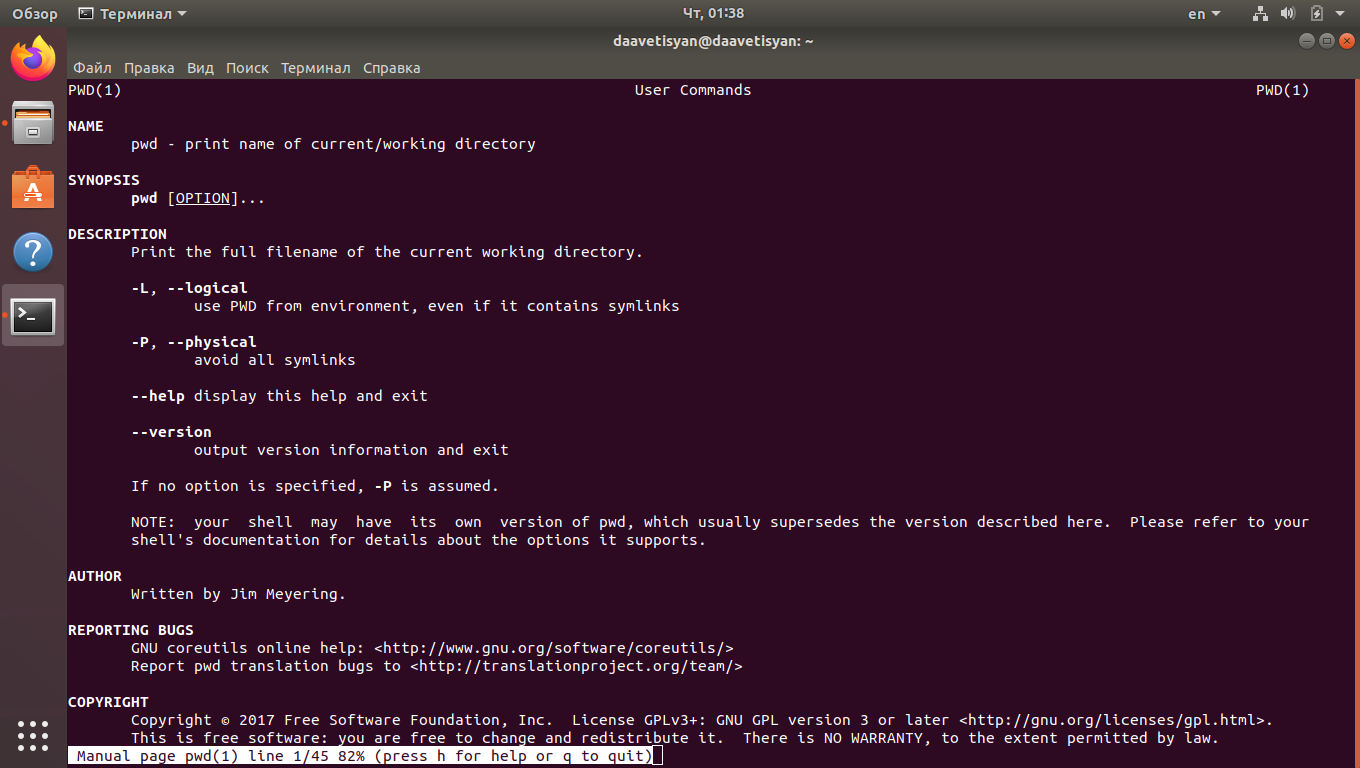 Обзор Терминал Чт, 01:38 en
daavetisyan@daavetisyan: ~
Файл Правка Вид Поиск Терминал Справка
PWD(1) User Commands PWD(1)
NAME
pwd - print name of current/working directory
SYNOPSIS
pwd [OPTION]...
DESCRIPTION
Print the full filename of the current working directory.
-L, --logical
use PWD from environment, even if it contains symlinks
-P, --physical
avoid all symlinks
--help display this help and exit
--version
output version information and exit
If no option is specified, -P is assumed.
NOTE: your shell may have its own version of pwd, which usually supersedes the version described here. Please refer to your
shell's documentation for details about the options it supports.
AUTHOR
Written by Jim Meyering.
REPORTING BUGS
GNU coreutils online help: <http://www.gnu.org/software/coreutils/>
Report pwd translation bugs to <http://translationproject.org/team/>
COPYRIGHT
Copyright © 2017 Free Software Foundation, Inc. License GPLv3+: GNU GPL version 3 or later <http://gnu.org/licenses/gpl.html>.
This is free software: you are free to change and redistribute it. There is NO WARRANTY, to the extent permitted by law.
Manual page pwd(1) line 1/45 82% (press h for help or q to quit)